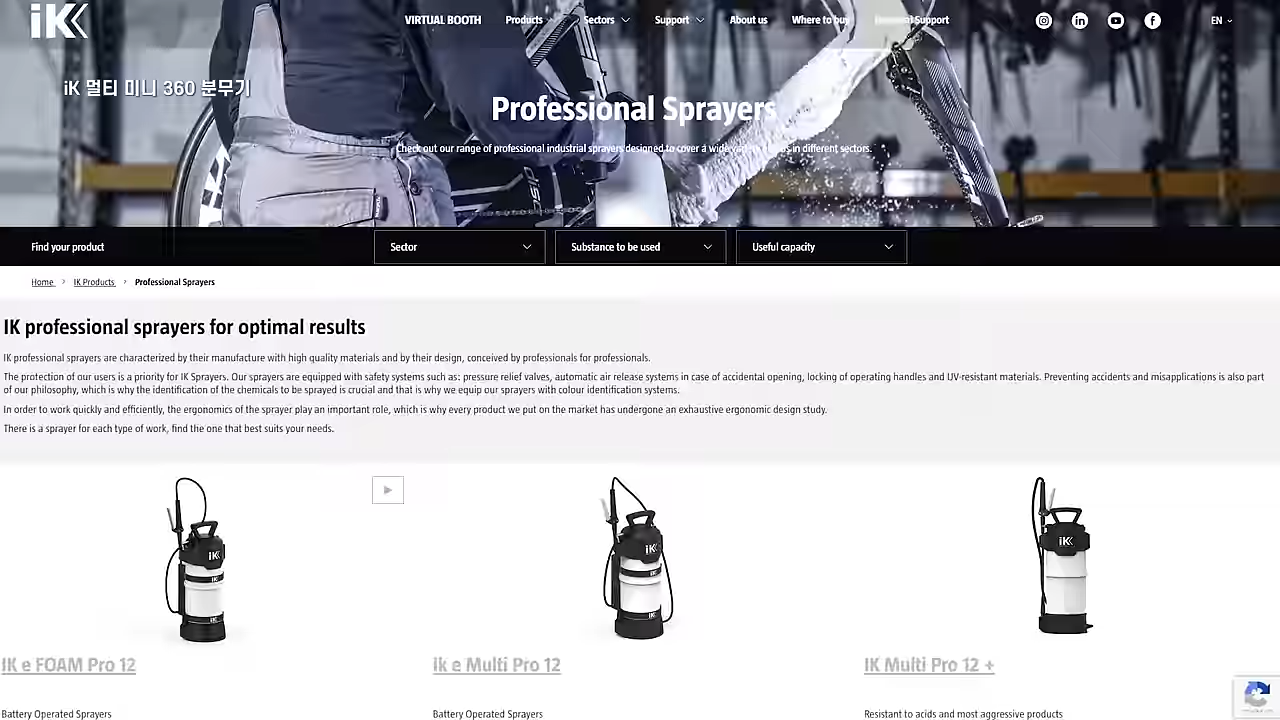 iK
VIRTUAL BOOTH Products Sectors Support About us Where to buy Support EN
iK 멀티 미니 360 분무기
Professional Sprayers
Check out our range of professional industrial sprayers designed to cover a wide in different sectors.
Find your product Sector Substance to be used Useful capacity
Home > IK Products > Professional Sprayers
IK professional sprayers for optimal results
IK professional sprayers are characterized by their manufacture with high quality materials and by their design, conceived by professionals for professionals.
The protection of our users is a priority for IK Sprayers. Our sprayers are equipped with safety systems such as: pressure relief valves, automatic air release systems in case of accidental opening, locking of operating handles and UV-resistant materials. Preventing accidents and misapplications is also part
of our philosophy, which is why the identification of the chemicals to be sprayed is crucial and that is why we equip our sprayers with colour identification systems.
In order to work quickly and efficiently, the ergonomics of the sprayer play an important role, which is why every product we put on the market has undergone an exhaustive ergonomic design study.
There is a sprayer for each type of work, find the one that best suits your needs.
iK iK iK
IK e FOAM Pro 12 ik e Multi Pro 12 IK Multi Pro 12 +
Battery Operated Sprayers Battery Operated Sprayers Resistant to acids and most aggressive products